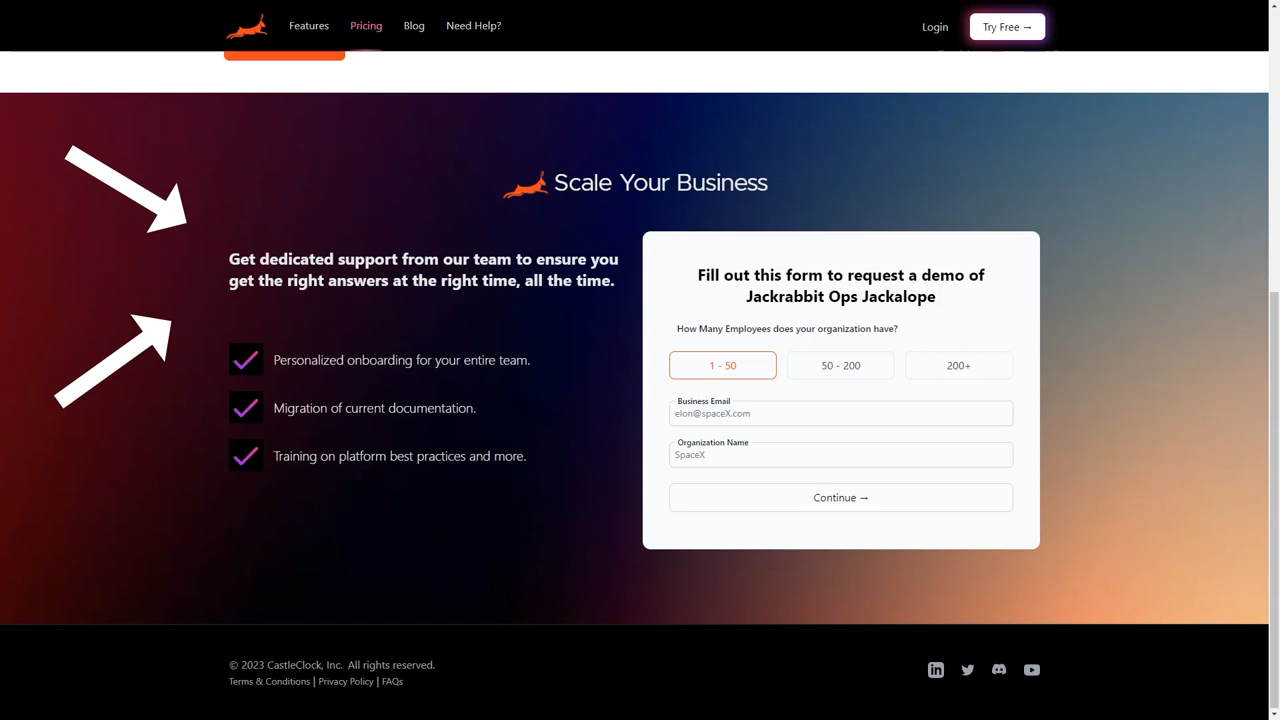 Features Pricing Blog Need Help? Login Try Free →
Scale Your Business
Get dedicated support from our team to ensure you
get the right answers at the right time, all the time.
Personalized onboarding for your entire team.
Migration of current documentation.
Training on platform best practices and more.
Fill out this form to request a demo of
Jackrabbit Ops Jackalope
How Many Employees does your organization have?
1 - 50 50 - 200 200+
Business Email
elon@spaceX.com
Organization Name
SpaceX
Continue →
© 2023 CastleClock, Inc. All rights reserved.
Terms & Conditions | Privacy Policy | FAQs
in